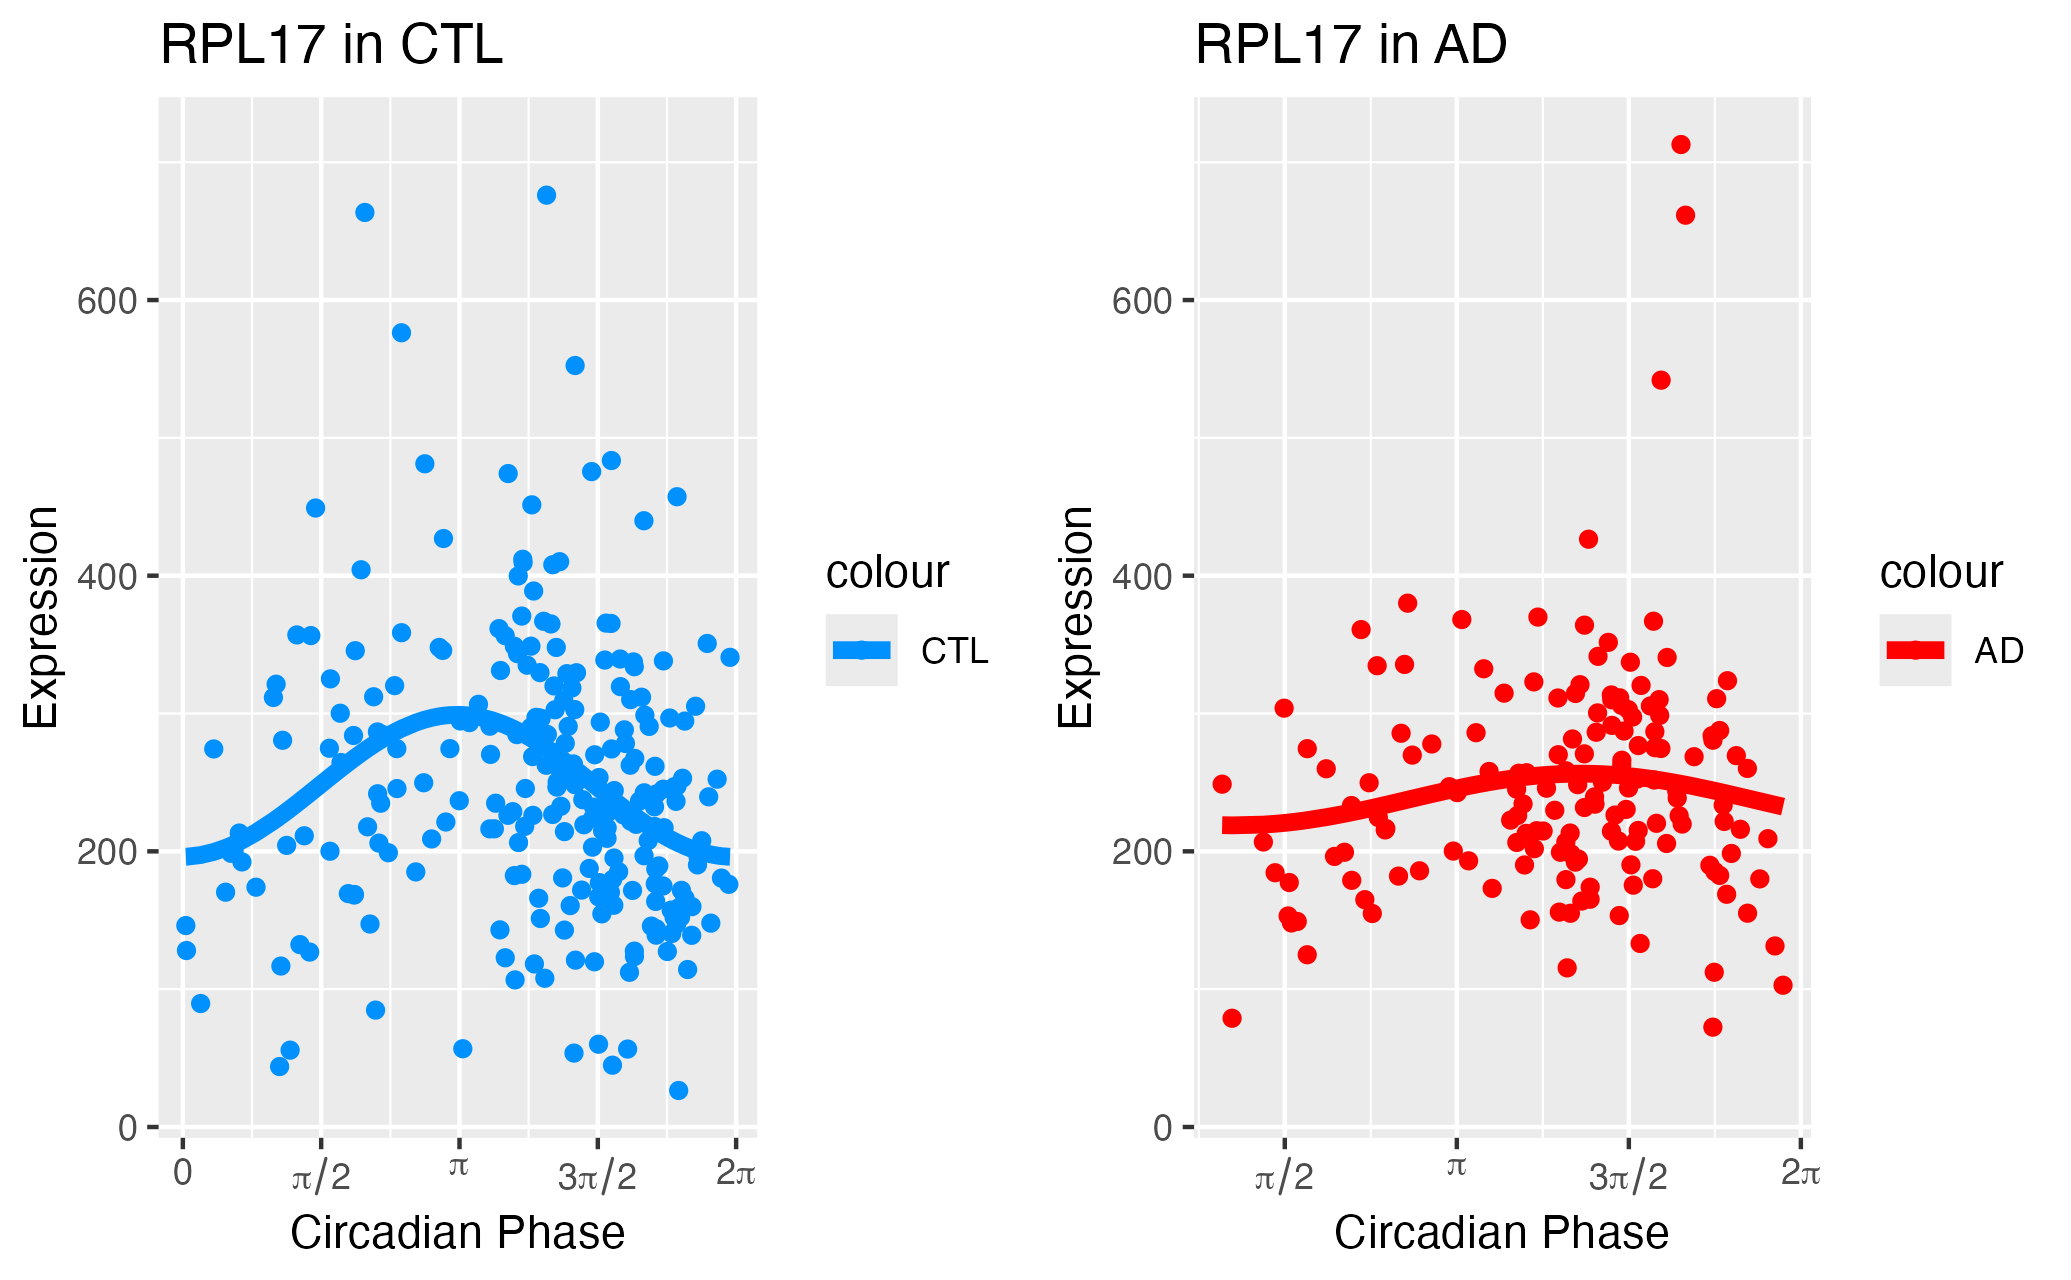 RPL17 in CTL
Expression
600
400
200
0
0
π/2
π
3π/2
2π
Circadian Phase
colour
CTL
RPL17 in AD
Expression
600
400
200
0
π/2
π
3π/2
2π
Circadian Phase
colour
AD